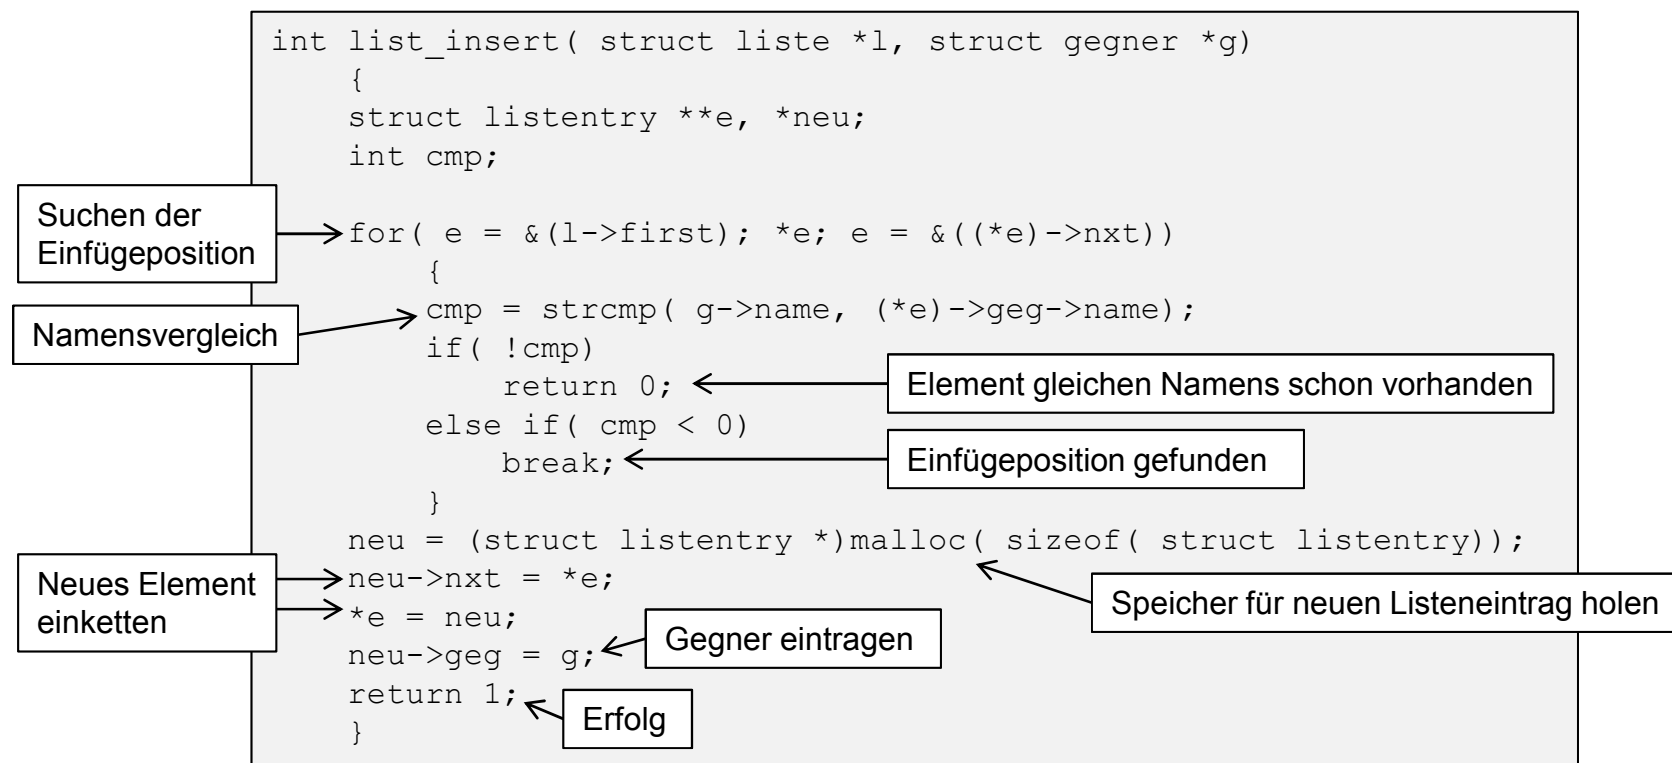 int list_insert( struct liste *l, struct gegner *g)
{
struct listentry **e, *neu;
int cmp;
Suchen der
Einfügeposition
for( e = &(l->first); *e; e = &((*e)->nxt))
{
cmp = strcmp( g->name, (*e)->geg->name);
Namensvergleich
if( !cmp)
return 0;
Element gleichen Namens schon vorhanden
else if( cmp < 0)
break;
Einfügeposition gefunden
}
neu = (struct listentry *)malloc( sizeof( struct listentry));
Neues Element
einketten
neu->nxt = *e;
Speicher für neuen Listeneintrag holen
*e = neu;
neu->geg = g;
Gegner eintragen
return 1;
Erfolg
}